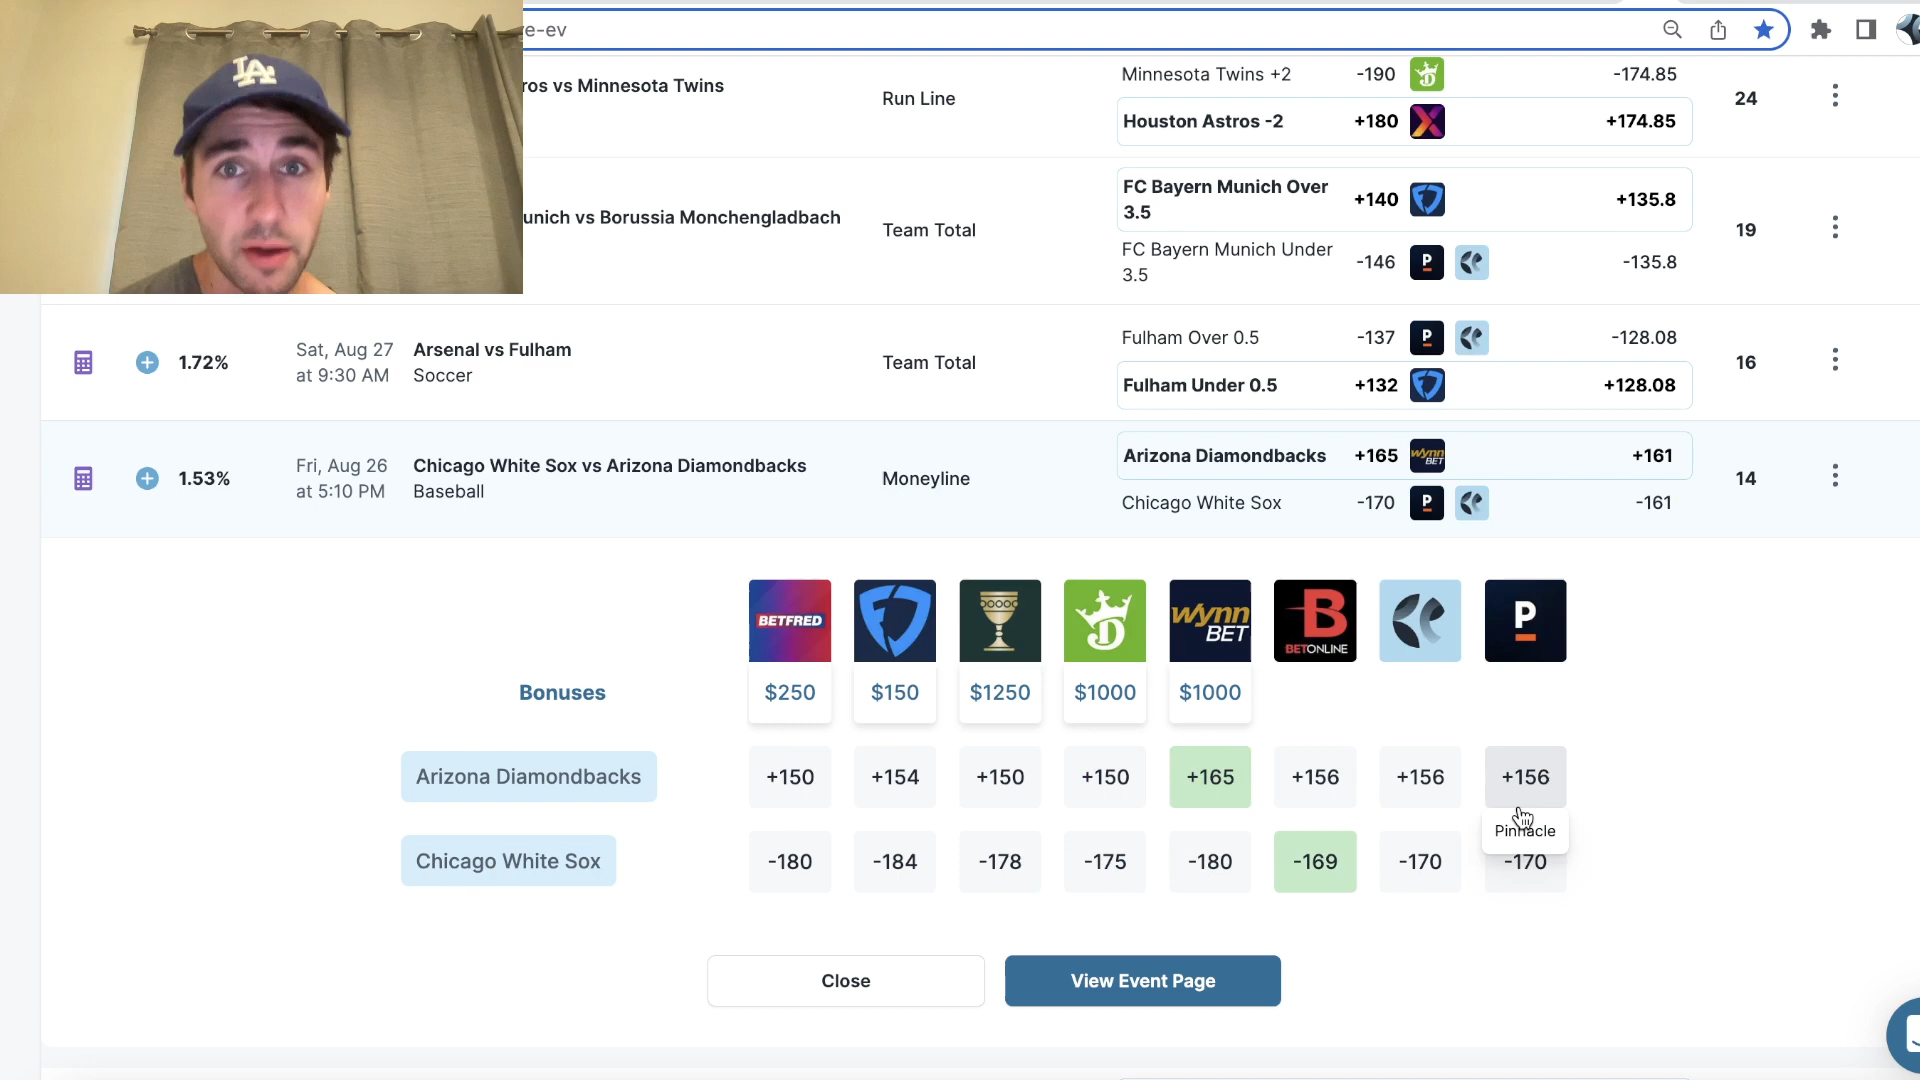 LA
e-ev
ros vs Minnesota Twins
Run Line
Minnesota Twins +2 -190 -174.85
Houston Astros -2 +180 +174.85
24
unich vs Borussia Monchengladbach
Team Total
FC Bayern Munich Over
3.5
+140 +135.8
FC Bayern Munich Under
3.5
-146 P -135.8
19
1.72%
Sat, Aug 27
at 9:30 AM
Arsenal vs Fulham
Soccer
Team Total
Fulham Over 0.5 -137 P -128.08
Fulham Under 0.5 +132 +128.08
16
1.53%
Fri, Aug 26
at 5:10 PM
Chicago White Sox vs Arizona Diamondbacks
Baseball
Moneyline
Arizona Diamondbacks +165 WYNN BET +161
Chicago White Sox -170 P -161
14
BETFRED D WYNN BET B BETONLINE P
Bonuses $250 $150 $1250 $1000 $1000
Arizona Diamondbacks +150 +154 +150 +150 +165 +156 +156 +156
Pinnacle
Chicago White Sox -180 -184 -178 -175 -180 -169 -170 -170
Close View Event Page